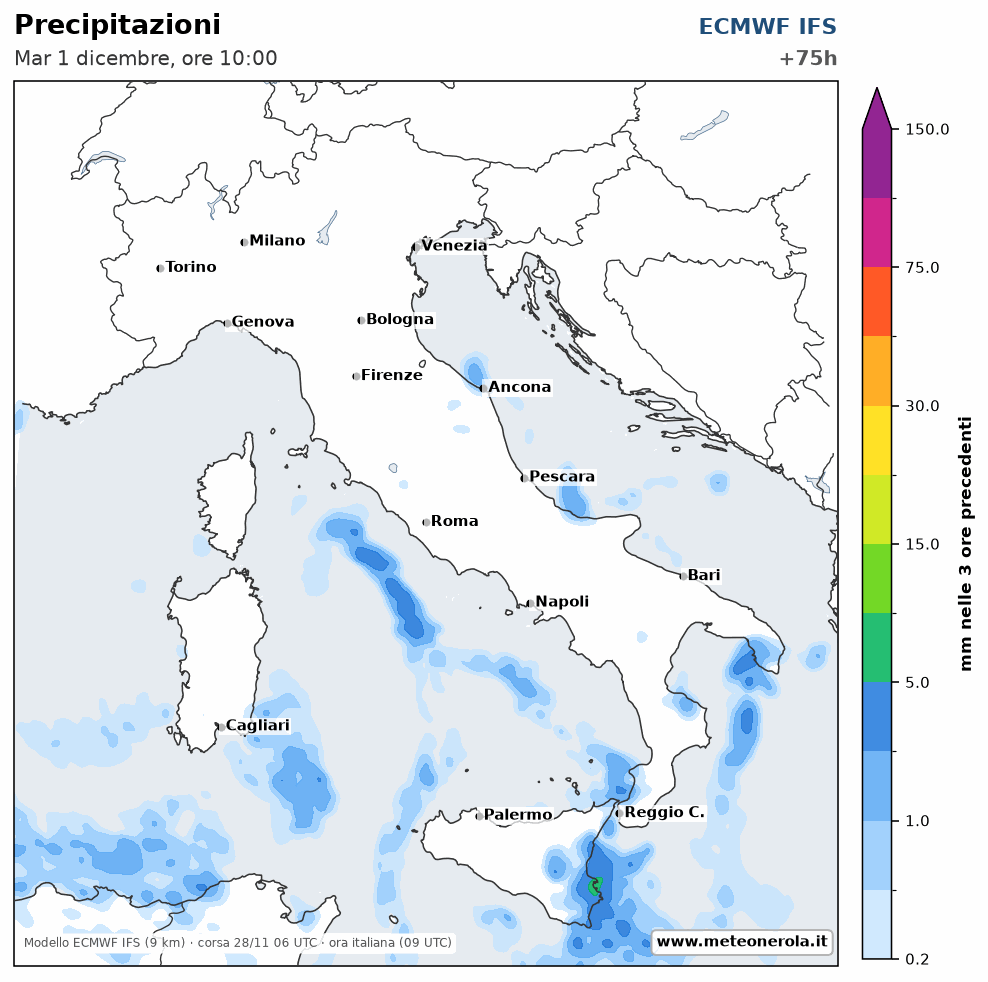 Precipitazioni
ECMWF IFS
Mar 1 dicembre, ore 10:00
+75h
150.0
75.0
30.0
15.0
5.0
1.0
0.2
mm nelle 3 ore precedenti
Milano
Venezia
Torino
Genova
Bologna
Firenze
Ancona
Pescara
Roma
Bari
Napoli
Cagliari
Palermo
Reggio C.
Modello ECMWF IFS (9 km) · corsa 28/11 06 UTC · ora italiana (09 UTC)
www.meteonerola.it